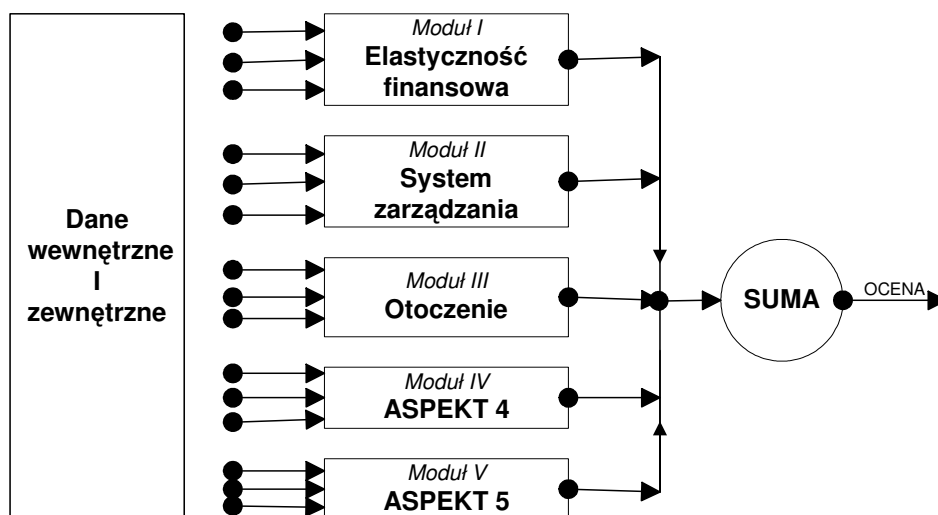 Dane
wewnętrzne
I
zewnętrzne
Moduł I
Elastyczność
finansowa
Moduł II
System
zarządzania
Moduł III
Otoczenie
Moduł IV
ASPEKT 4
Moduł V
ASPEKT 5
SUMA
OCENA